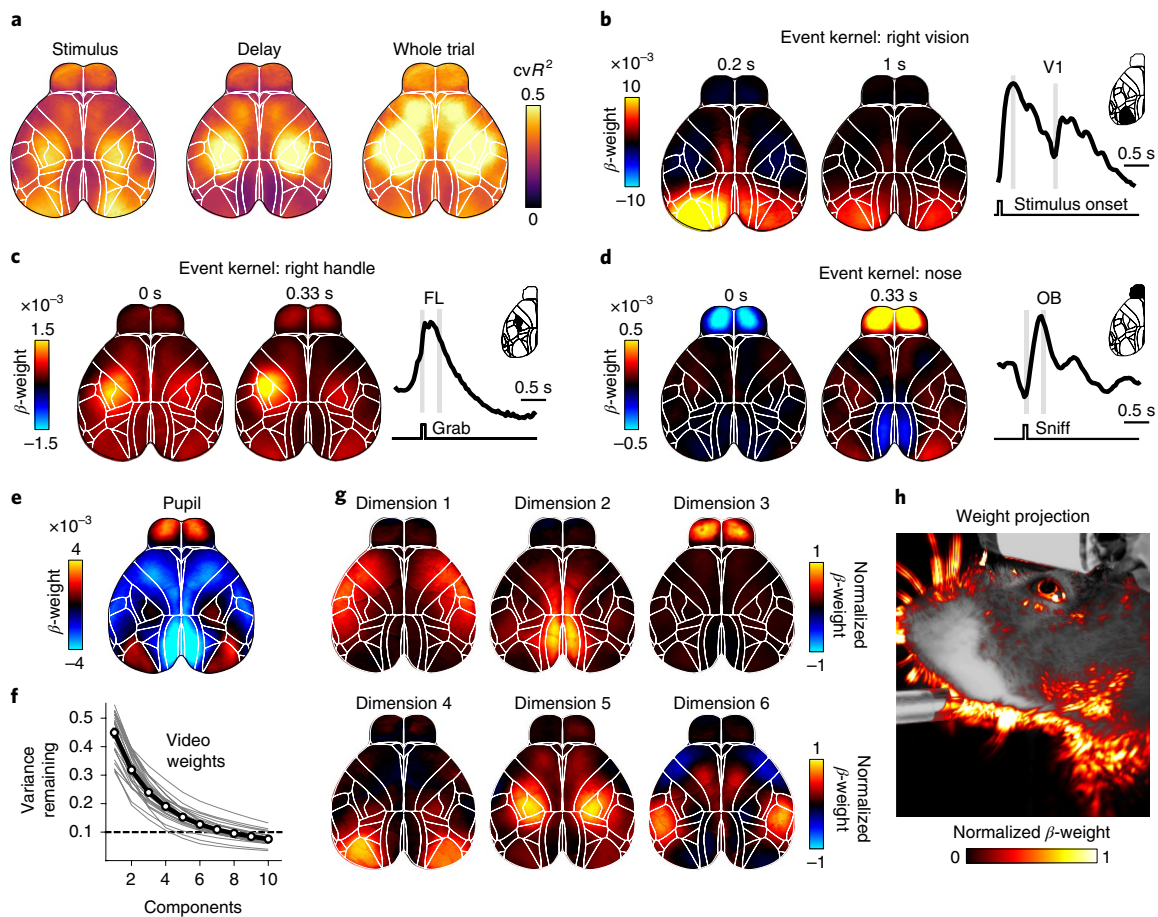 a
Stimulus
Delay
Whole trial
cvR²
0.5
0
b
Event kernel: right vision
×10⁻³
10
β-weight
−10
0.2 s
1 s
V1
0.5 s
Stimulus onset
c
Event kernel: right handle
×10⁻³
1.5
β-weight
−1.5
0 s
0.33 s
FL
0.5 s
Grab
d
Event kernel: nose
×10⁻³
0.5
β-weight
−0.5
0 s
0.33 s
OB
0.5 s
Sniff
e
Pupil
×10⁻³
4
β-weight
−4
f
Video
weights
Variance
remaining
0.5
0.4
0.3
0.2
0.1
2 4 6 8 10
Components
g
Dimension 1
Dimension 2
Dimension 3
1
Normalized
β-weight
−1
Dimension 4
Dimension 5
Dimension 6
1
Normalized
β-weight
−1
h
Weight projection
Normalized β-weight
0
1